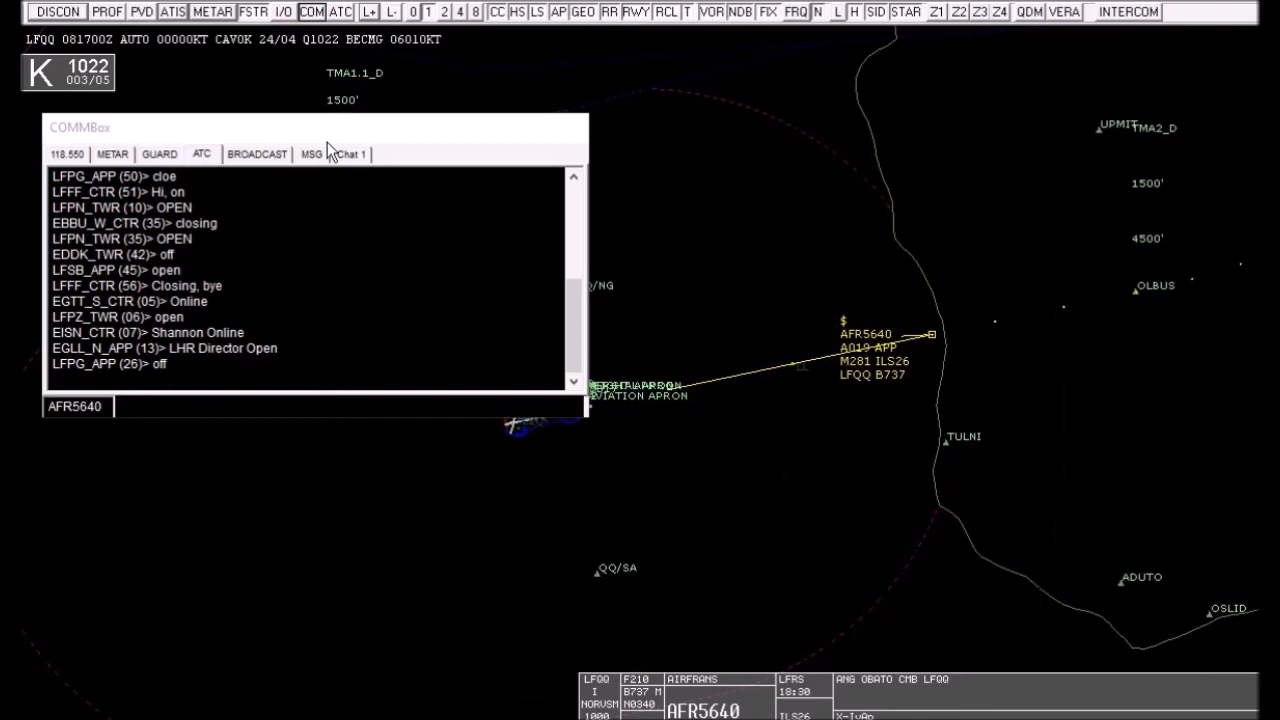 DISCON PROF PVD ATIS METAR FSTR I/O COM ATC L+ L- 0 1 2 4 8 CC HS LS AP GEO RR RWY RCL T VOR NDB FIX FRQ N L H SID STAR Z1 Z2 Z3 Z4 QDM VERA INTERCOM
LFQQ 081700Z AUTO 00000KT CAVOK 24/04 Q1022 BECMG 06010KT
K 1022
003/05
TMA1.1_D
1500'
COMMBox
118.550 METAR GUARD ATC BROADCAST MSG Chat 1
LFPG_APP (50)> cloe
LFFF_CTR (51)> Hi, on
LFPN_TWR (10)> OPEN
EBBU_W_CTR (35)> closing
LFPN_TWR (35)> OPEN
EDDK_TWR (42)> off
LFSB_APP (45)> open
LFFF_CTR (56)> Closing, bye
EGTT_S_CTR (05)> Online
LFPZ_TWR (06)> open
EISN_CTR (07)> Shannon Online
EGLL_N_APP (13)> LHR Director Open
LFPG_APP (26)> off
AFR5640
UPMIT
TMA2_D
1500'
4500'
OLBUS
/NG
$
AFR5640
A019 APP
M281 ILS26
LFQQ B737
APRON
AVIATION APRON
TULNI
QQ/SA
ADUTO
OSLID
LFQQ F210 AIRFRANS LFRS ANG OBATO CMB LFQQ
I B737 M 18:30
NORVSM N0340 AFR5640
1000 ILS26 X-IvAp